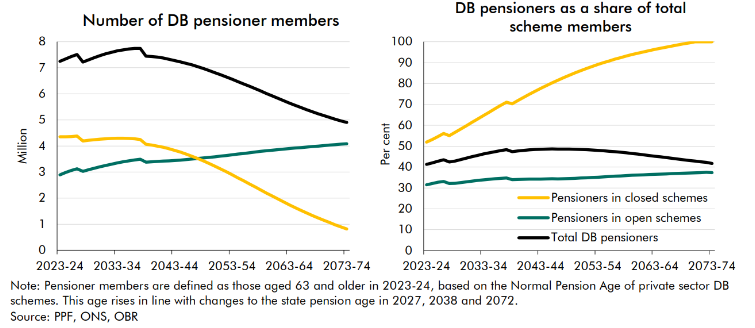 Number of DB pensioner members
8
7
6
5
4
3
2
1
0
Million
2023-24 2033-34 2043-44 2053-54 2063-64 2073-74
DB pensioners as a share of total
scheme members
100
90
80
70
60
50
40
30
20
10
0
Per cent
Pensioners in closed schemes
Pensioners in open schemes
Total DB pensioners
2023-24 2033-34 2043-44 2053-54 2063-64 2073-74
Note: Pensioner members are defined as those aged 63 and older in 2023-24, based on the Normal Pension Age of private sector DB
schemes. This age rises in line with changes to the state pension age in 2027, 2038 and 2072.
Source: PPF, ONS, OBR